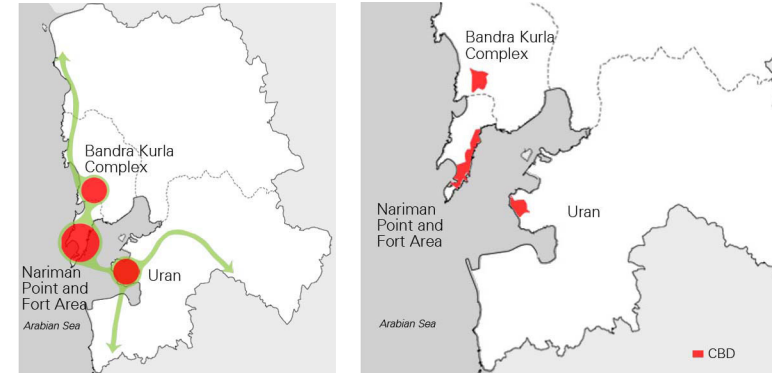 Bandra Kurla
Complex
Nariman
Point and
Fort Area
Uran
Arabian Sea
Bandra Kurla
Complex
Nariman
Point and
Fort Area
Uran
Arabian Sea
CBD